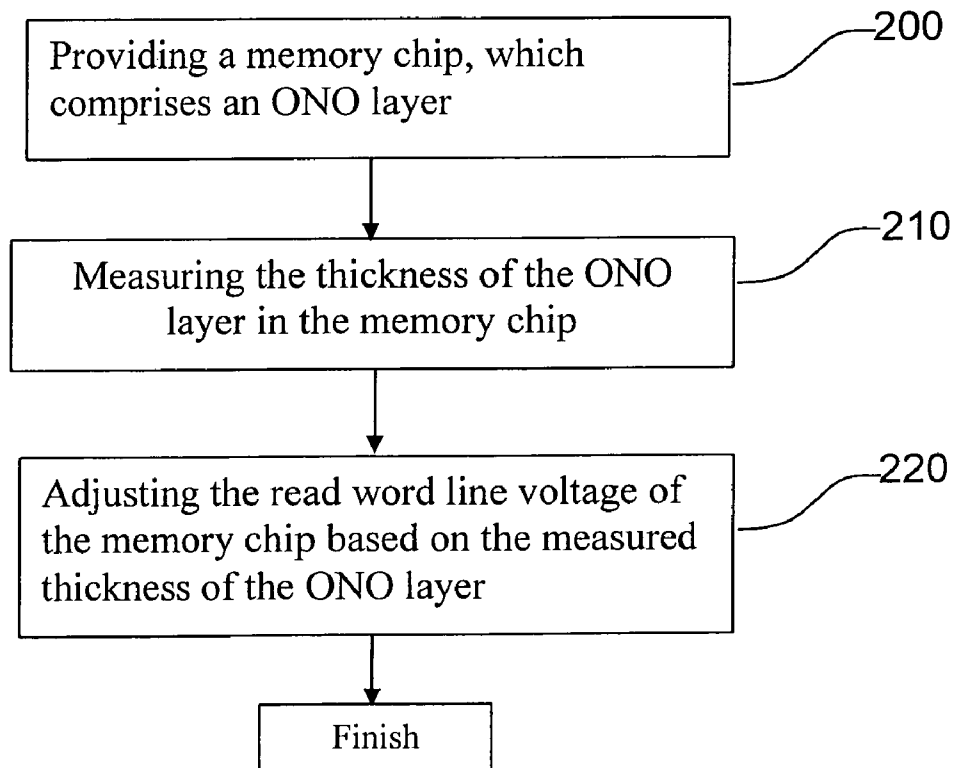 200
Providing a memory chip, which
comprises an ONO layer
210
Measuring the thickness of the ONO
layer in the memory chip
220
Adjusting the read word line voltage of
the memory chip based on the measured
thickness of the ONO layer
Finish